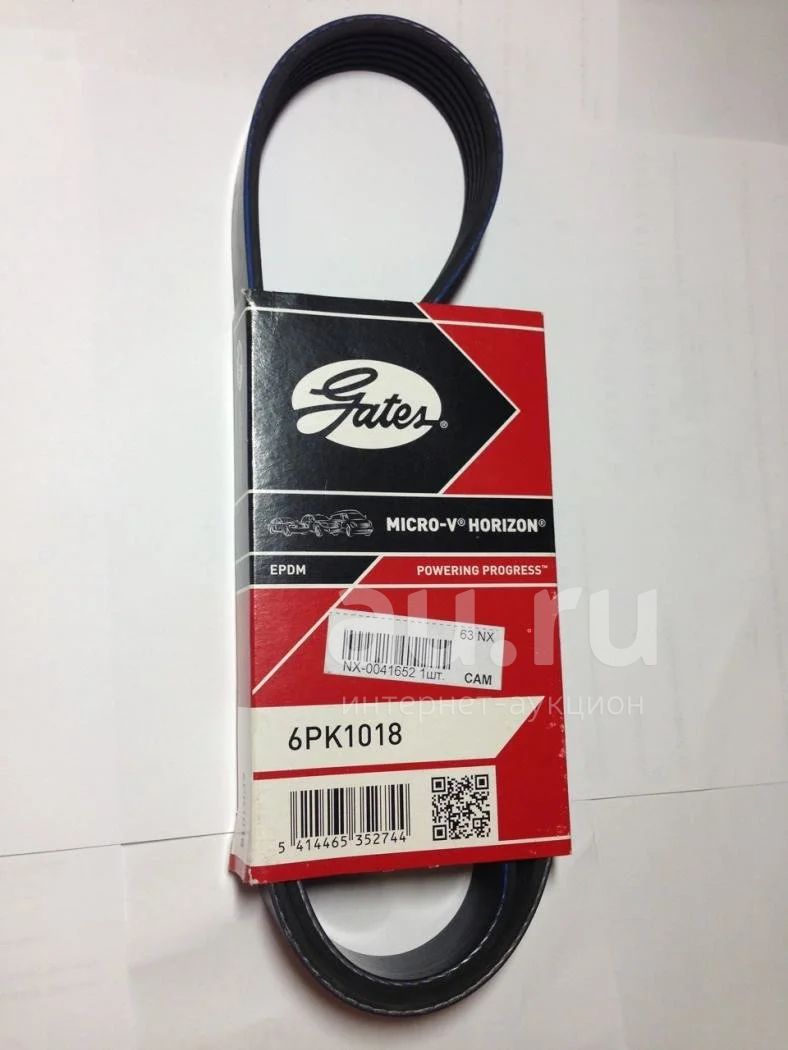 Gates®
MICRO-V® HORIZON®
EPDM
POWERING PROGRESS™
63 NX
NX-0041652 1шт.
CAM
au.ru
интернет-аукцион
6PK1018
5 414465 352744